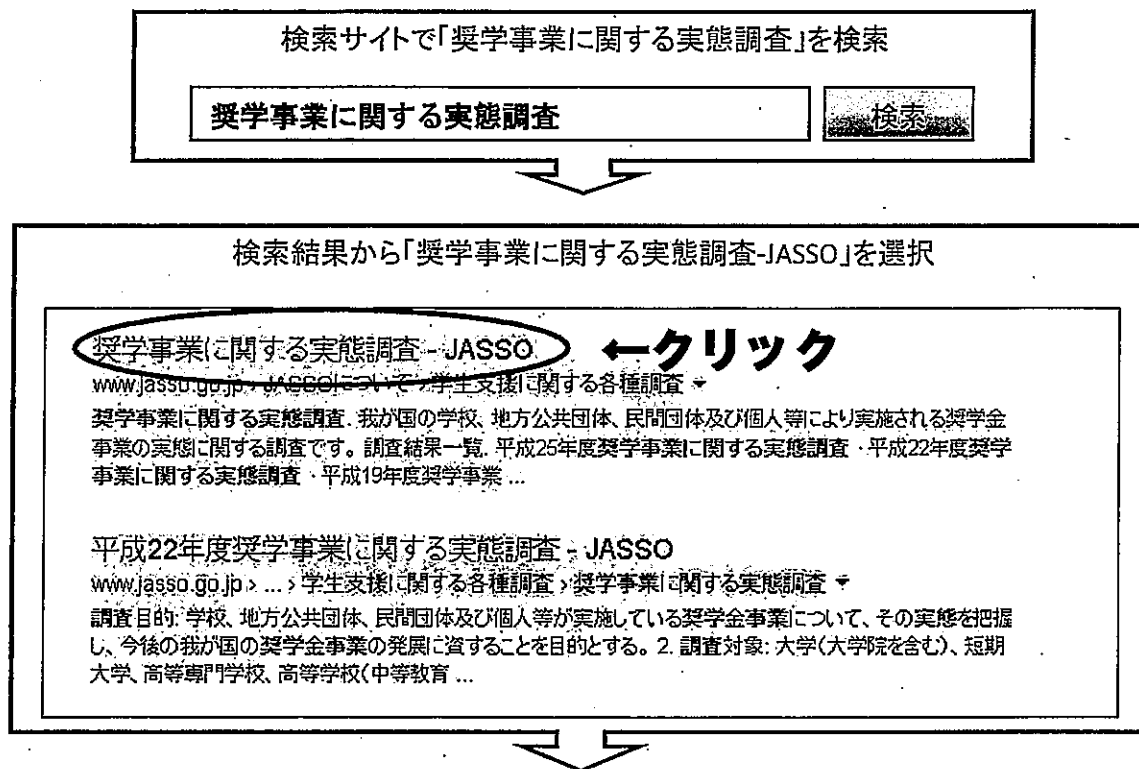 検索サイトで「奨学事業に関する実態調査」を検索
奨学事業に関する実態調査
検索
検索結果から「奨学事業に関する実態調査-JASSO」を選択
奨学事業に関する実態調査 - JASSO
←クリック
www.jasso.go.jp › JASSOについて › 学生支援に関する各種調査 ▼
奨学事業に関する実態調査. 我が国の学校、地方公共団体、民間団体及び個人等により実施される奨学金
事業の実態に関する調査です。 調査結果一覧. 平成25年度奨学事業に関する実態調査 · 平成22年度奨学
事業に関する実態調査 · 平成19年度奨学事業 ...
平成22年度奨学事業に関する実態調査 - JASSO
www.jasso.go.jp › ... › 学生支援に関する各種調査 › 奨学事業に関する実態調査 ▼
調査目的: 学校、地方公共団体、民間団体及び個人等が実施している奨学金事業について、その実態を把握
し、今後の我が国の奨学金事業の発展に資することを目的とする。 2. 調査対象: 大学(大学院を含む)、短期
大学、高等専門学校、高等学校(中等教育 ...